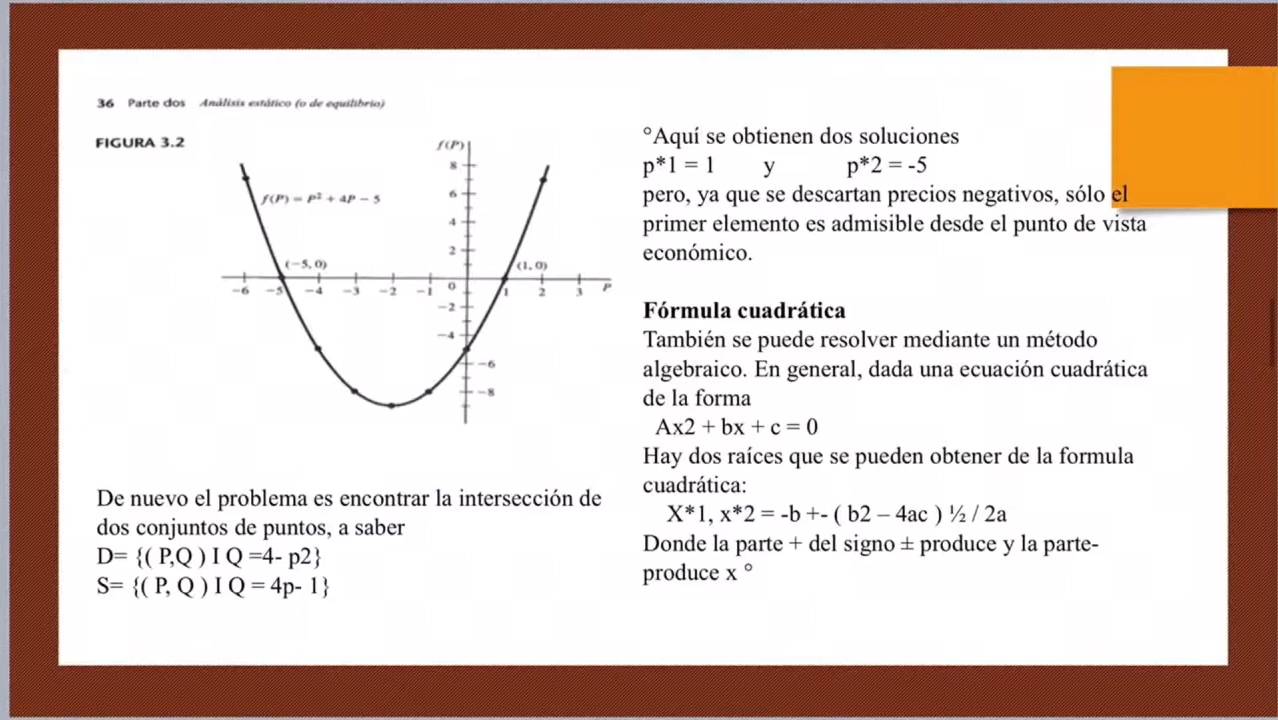 36 Parte dos Análisis estático (o de equilibrio)
FIGURA 3.2
f(P)
8
f(P) = P² + 4P – 5
6
4
2
(−5, 0)
(1, 0)
−6 −5 −4 −3 −2 −1 0 1 2 3 P
−2
−4
−6
−8
De nuevo el problema es encontrar la intersección de
dos conjuntos de puntos, a saber
D= {( P,Q ) I Q =4- p2}
S= {( P, Q ) I Q = 4p- 1}
°Aquí se obtienen dos soluciones
p*1 = 1 y p*2 = -5
pero, ya que se descartan precios negativos, sólo el
primer elemento es admisible desde el punto de vista
económico.
Fórmula cuadrática
También se puede resolver mediante un método
algebraico. En general, dada una ecuación cuadrática
de la forma
Ax2 + bx + c = 0
Hay dos raíces que se pueden obtener de la formula
cuadrática:
X*1, x*2 = -b +- ( b2 – 4ac ) ½ / 2a
Donde la parte + del signo ± produce y la parte-
produce x °